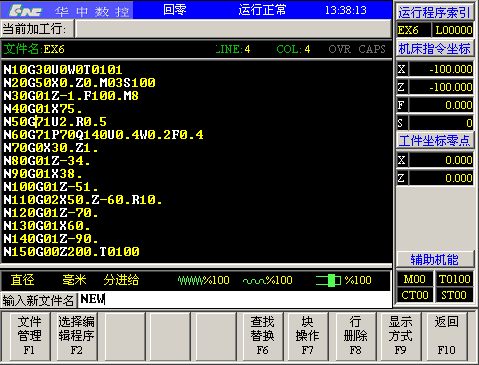 华中数控 回零 运行正常 13:38:13
当前加工行:
文件名:EX6 LINE:4 COL:4 OVR CAPS
N10G30U0W0T0101
N20G50X0.Z0.M03S100
N30G01Z-1.F100.M8
N40G01X75.
N50G71U2.R0.5
N60G71P70Q140U0.4W0.2F0.4
N70G0X30.Z1.
N80G01Z-34.
N90G01X38.
N100G01Z-51.
N110G02X50.Z-60.R10.
N120G01Z-70.
N130G01X60.
N140G01Z-90.
N150G00Z200.T0100
直径 毫米 分进给 %100 %100 %100
输入新文件名 NEW
运行程序索引
EX6 L00000
机床指令坐标
X -100.000
Z -100.000
F 0.000
S 0
工件坐标零点
X 0.000
Z 0.000
辅助机能
M00 T0100
CT00 ST00
文件管理 F1
选择编辑程序 F2
查找替换 F6
块操作 F7
行删除 F8
显示方式 F9
返回 F10